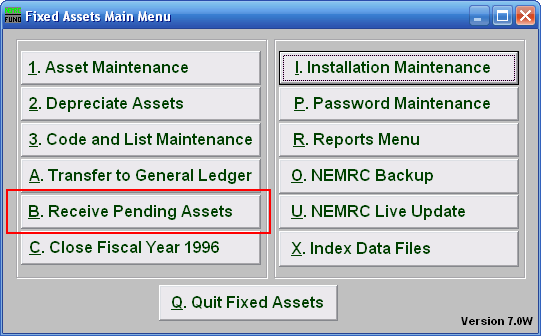 Fixed Assets Main Menu
FUND
1. Asset Maintenance
2. Depreciate Assets
3. Code and List Maintenance
A. Transfer to General Ledger
B. Receive Pending Assets
C. Close Fiscal Year 1996
I. Installation Maintenance
P. Password Maintenance
R. Reports Menu
O. NEMRC Backup
U. NEMRC Live Update
X. Index Data Files
Q. Quit Fixed Assets
Version 7.0W